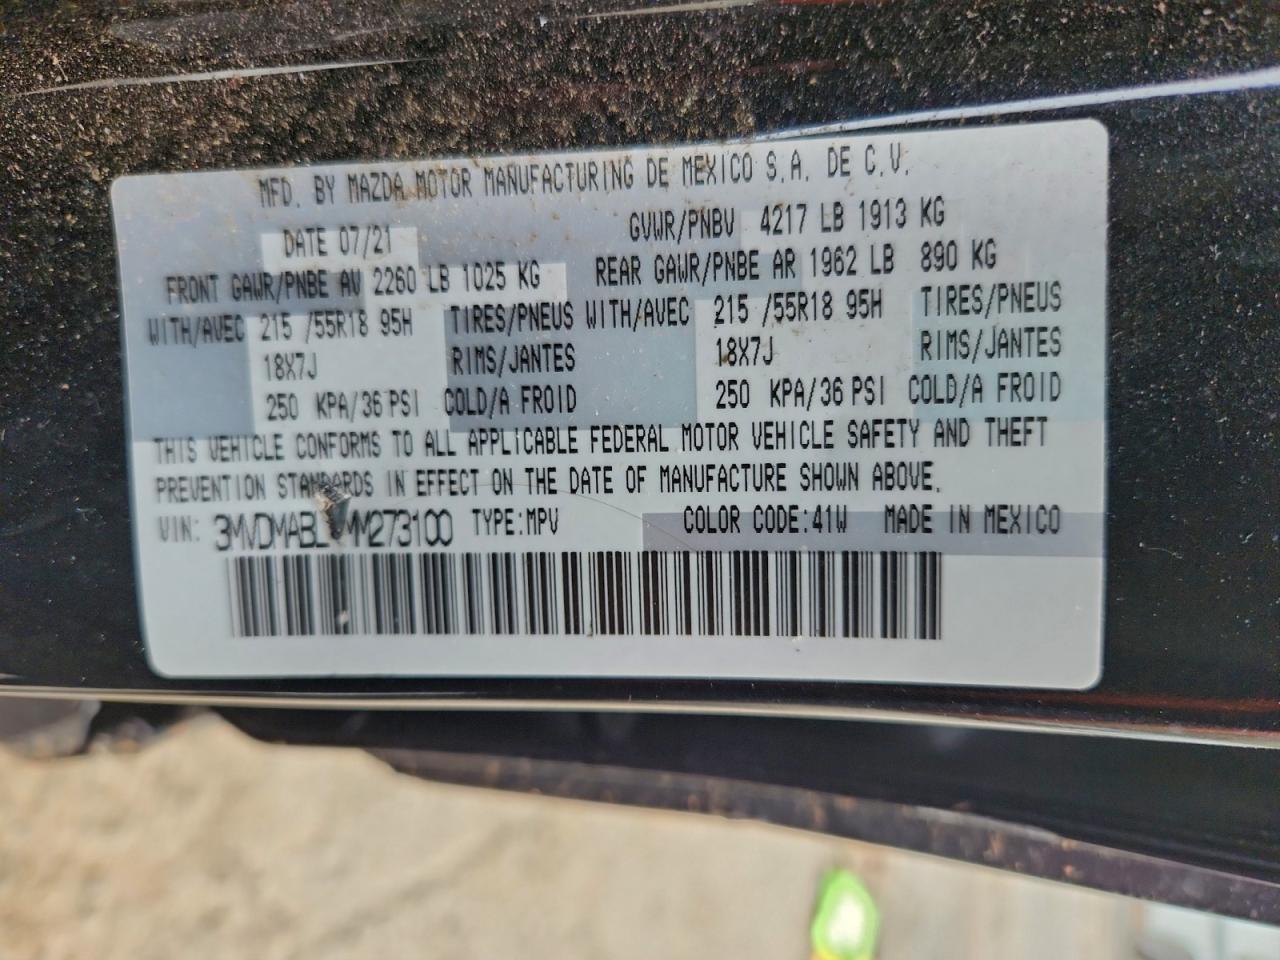 MFD. BY MAZDA MOTOR MANUFACTURING DE MEXICO S.A. DE C.V.
DATE 07/21 GVWR/PNBV 4217 LB 1913 KG
FRONT GAWR/PNBE AV 2260 LB 1025 KG REAR GAWR/PNBE AR 1962 LB 890 KG
WITH/AVEC 215 /55R18 95H TIRES/PNEUS WITH/AVEC 215 /55R18 95H TIRES/PNEUS
18X7J RIMS/JANTES 18X7J RIMS/JANTES
250 KPA/36 PSI COLD/A FROID 250 KPA/36 PSI COLD/A FROID
THIS VEHICLE CONFORMS TO ALL APPLICABLE FEDERAL MOTOR VEHICLE SAFETY AND THEFT
PREVENTION STANDARDS IN EFFECT ON THE DATE OF MANUFACTURE SHOWN ABOVE.
VIN: TYPE:MPV COLOR CODE:41W MADE IN MEXICO